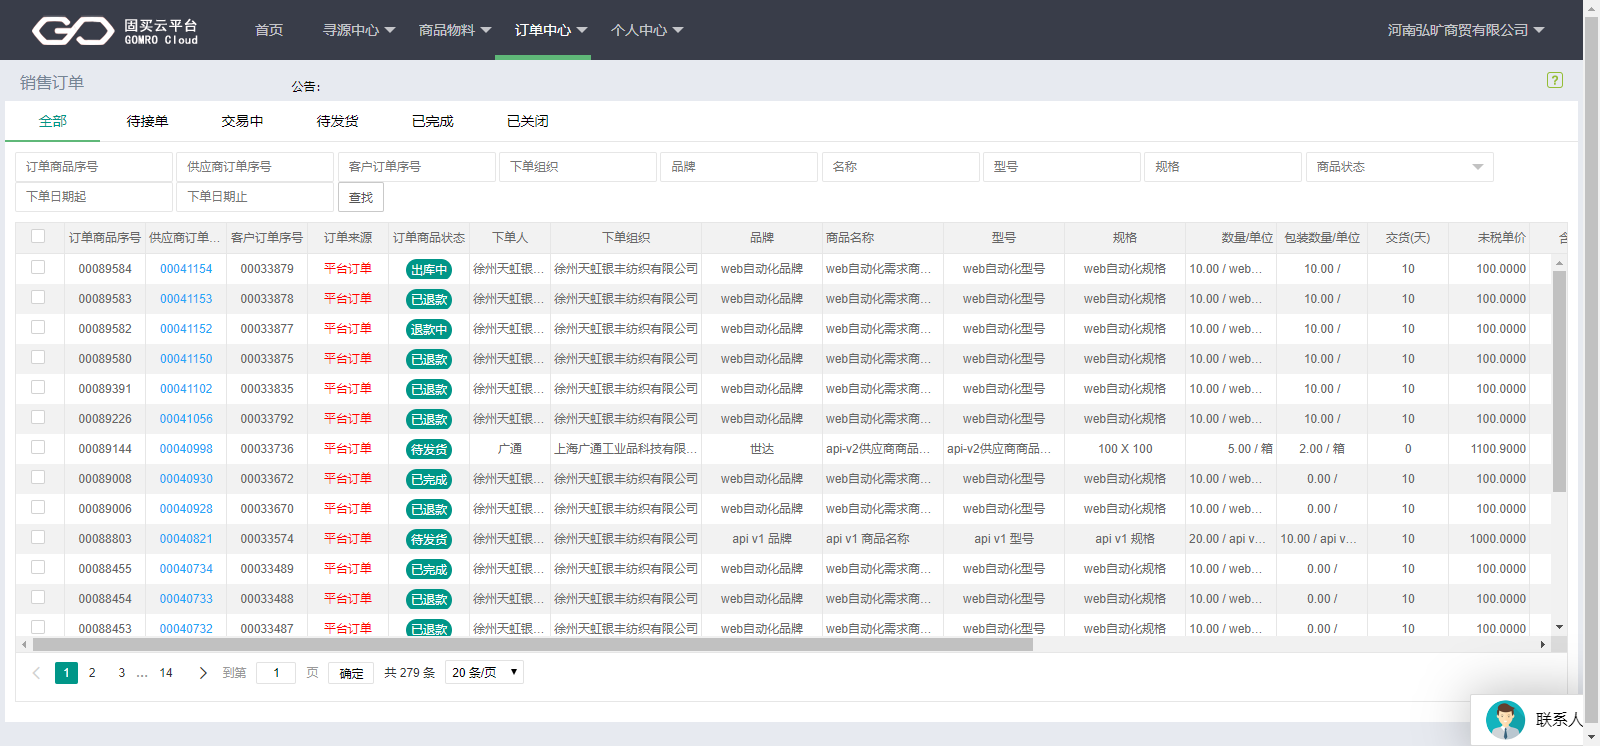 固买云平台
GOMRO Cloud
首页 寻源中心 商品物料 订单中心 个人中心 河南弘旷商贸有限公司
销售订单 公告: ?
全部 待接单 交易中 待发货 已完成 已关闭
订单商品序号 供应商订单序号 客户订单序号 下单组织 品牌 名称 型号 规格 商品状态
下单日期起 下单日期止 查找
订单商品序号 供应商订单... 客户订单序号 订单来源 订单商品状态 下单人 下单组织 品牌 商品名称 型号 规格 数量/单位 包装数量/单位 交货(天) 未税单价 含
00089584 00041154 00033879 平台订单 出库中 徐州天虹银... 徐州天虹银丰纺织有限公司 web自动化品牌 web自动化需求商... web自动化型号 web自动化规格 10.00 / web... 10.00 / 10 100.0000
00089583 00041153 00033878 平台订单 已退款 徐州天虹银... 徐州天虹银丰纺织有限公司 web自动化品牌 web自动化需求商... web自动化型号 web自动化规格 10.00 / web... 10.00 / 10 100.0000
00089582 00041152 00033877 平台订单 退款中 徐州天虹银... 徐州天虹银丰纺织有限公司 web自动化品牌 web自动化需求商... web自动化型号 web自动化规格 10.00 / web... 10.00 / 10 100.0000
00089580 00041150 00033875 平台订单 已退款 徐州天虹银... 徐州天虹银丰纺织有限公司 web自动化品牌 web自动化需求商... web自动化型号 web自动化规格 10.00 / web... 10.00 / 10 100.0000
00089391 00041102 00033835 平台订单 已退款 徐州天虹银... 徐州天虹银丰纺织有限公司 web自动化品牌 web自动化需求商... web自动化型号 web自动化规格 10.00 / web... 10.00 / 10 100.0000
00089226 00041056 00033792 平台订单 已退款 徐州天虹银... 徐州天虹银丰纺织有限公司 web自动化品牌 web自动化需求商... web自动化型号 web自动化规格 10.00 / web... 10.00 / 10 100.0000
00089144 00040998 00033736 平台订单 待发货 广通 上海广通工业品科技有限... 世达 api-v2供应商商品... api-v2供应商商品... 100 X 100 5.00 / 箱 2.00 / 箱 0 1100.9000
00089008 00040930 00033672 平台订单 已完成 徐州天虹银... 徐州天虹银丰纺织有限公司 web自动化品牌 web自动化需求商... web自动化型号 web自动化规格 10.00 / web... 0.00 / 10 100.0000
00089006 00040928 00033670 平台订单 已退款 徐州天虹银... 徐州天虹银丰纺织有限公司 web自动化品牌 web自动化需求商... web自动化型号 web自动化规格 10.00 / web... 0.00 / 10 100.0000
00088803 00040821 00033574 平台订单 待发货 徐州天虹银... 徐州天虹银丰纺织有限公司 api v1 品牌 api v1 商品名称 api v1 型号 api v1 规格 20.00 / api v... 10.00 / api v... 10 1000.0000
00088455 00040734 00033489 平台订单 已完成 徐州天虹银... 徐州天虹银丰纺织有限公司 web自动化品牌 web自动化需求商... web自动化型号 web自动化规格 10.00 / web... 0.00 / 10 100.0000
00088454 00040733 00033488 平台订单 已退款 徐州天虹银... 徐州天虹银丰纺织有限公司 web自动化品牌 web自动化需求商... web自动化型号 web自动化规格 10.00 / web... 0.00 / 10 100.0000
00088453 00040732 00033487 平台订单 已退款 徐州天虹银... 徐州天虹银丰纺织有限公司 web自动化品牌 web自动化需求商... web自动化型号 web自动化规格 10.00 / web... 0.00 / 10 100.0000
1 2 3 ... 14 到第 1 页 确定 共 279 条 20 条/页
联系人